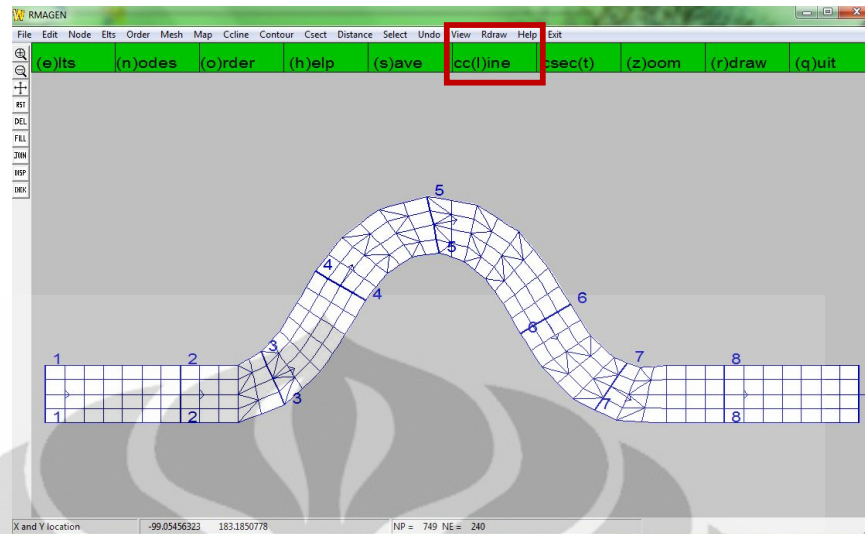 RMAGEN
File Edit Node Elts Order Mesh Map Ccline Contour Csect Distance Select Undo View Rdraw Help Exit
(e)lts (n)odes (o)rder (h)elp (s)ave cc(l)ine csec(t) (z)oom (r)draw (q)uit
RST
DEL
FILL
JOIN
DISP
5
5
4
4
6
6
3
3
7
7
1 2 8
1 2 8
X and Y location -99.05456323 183.1850778 NP = 749 NE = 240